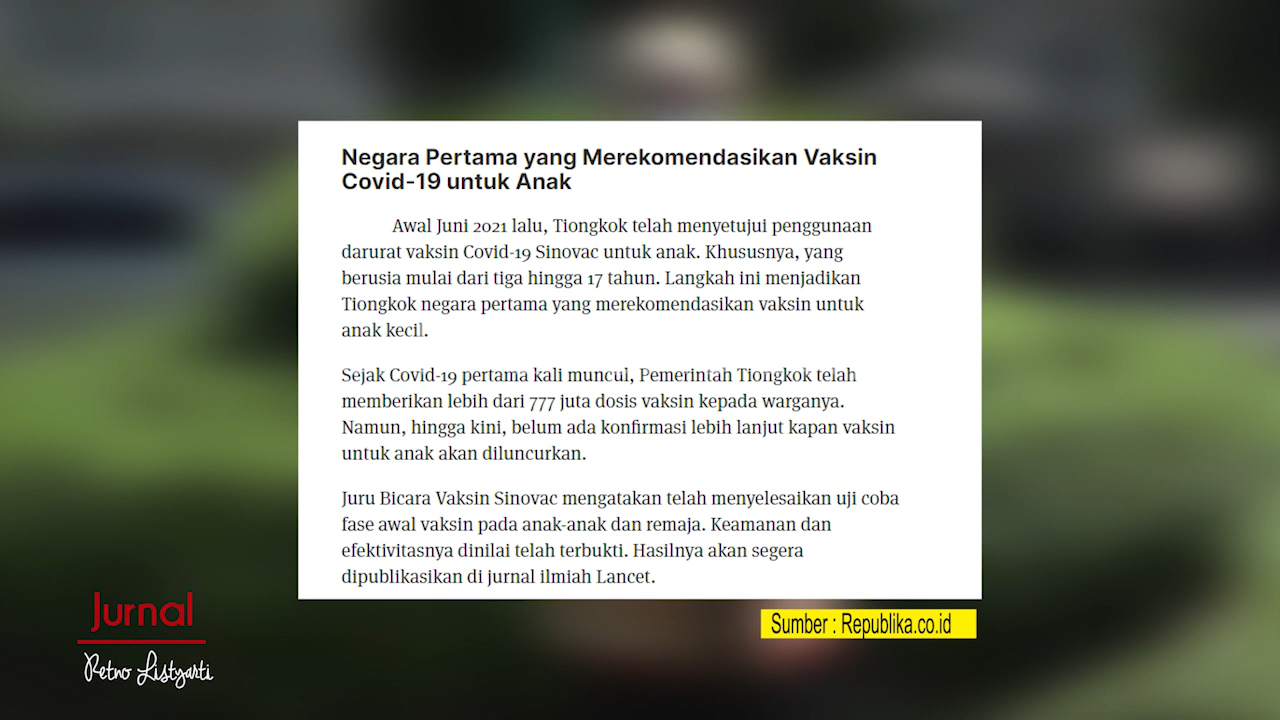 Negara Pertama yang Merekomendasikan Vaksin
Covid-19 untuk Anak
Awal Juni 2021 lalu, Tiongkok telah menyetujui penggunaan
darurat vaksin Covid-19 Sinovac untuk anak. Khususnya, yang
berusia mulai dari tiga hingga 17 tahun. Langkah ini menjadikan
Tiongkok negara pertama yang merekomendasikan vaksin untuk
anak kecil.
Sejak Covid-19 pertama kali muncul, Pemerintah Tiongkok telah
memberikan lebih dari 777 juta dosis vaksin kepada warganya.
Namun, hingga kini, belum ada konfirmasi lebih lanjut kapan vaksin
untuk anak akan diluncurkan.
Juru Bicara Vaksin Sinovac mengatakan telah menyelesaikan uji coba
fase awal vaksin pada anak-anak dan remaja. Keamanan dan
efektivitasnya dinilai telah terbukti. Hasilnya akan segera
dipublikasikan di jurnal ilmiah Lancet.
Sumber : Republika.co.id
Jurnal
Retno Listyarti